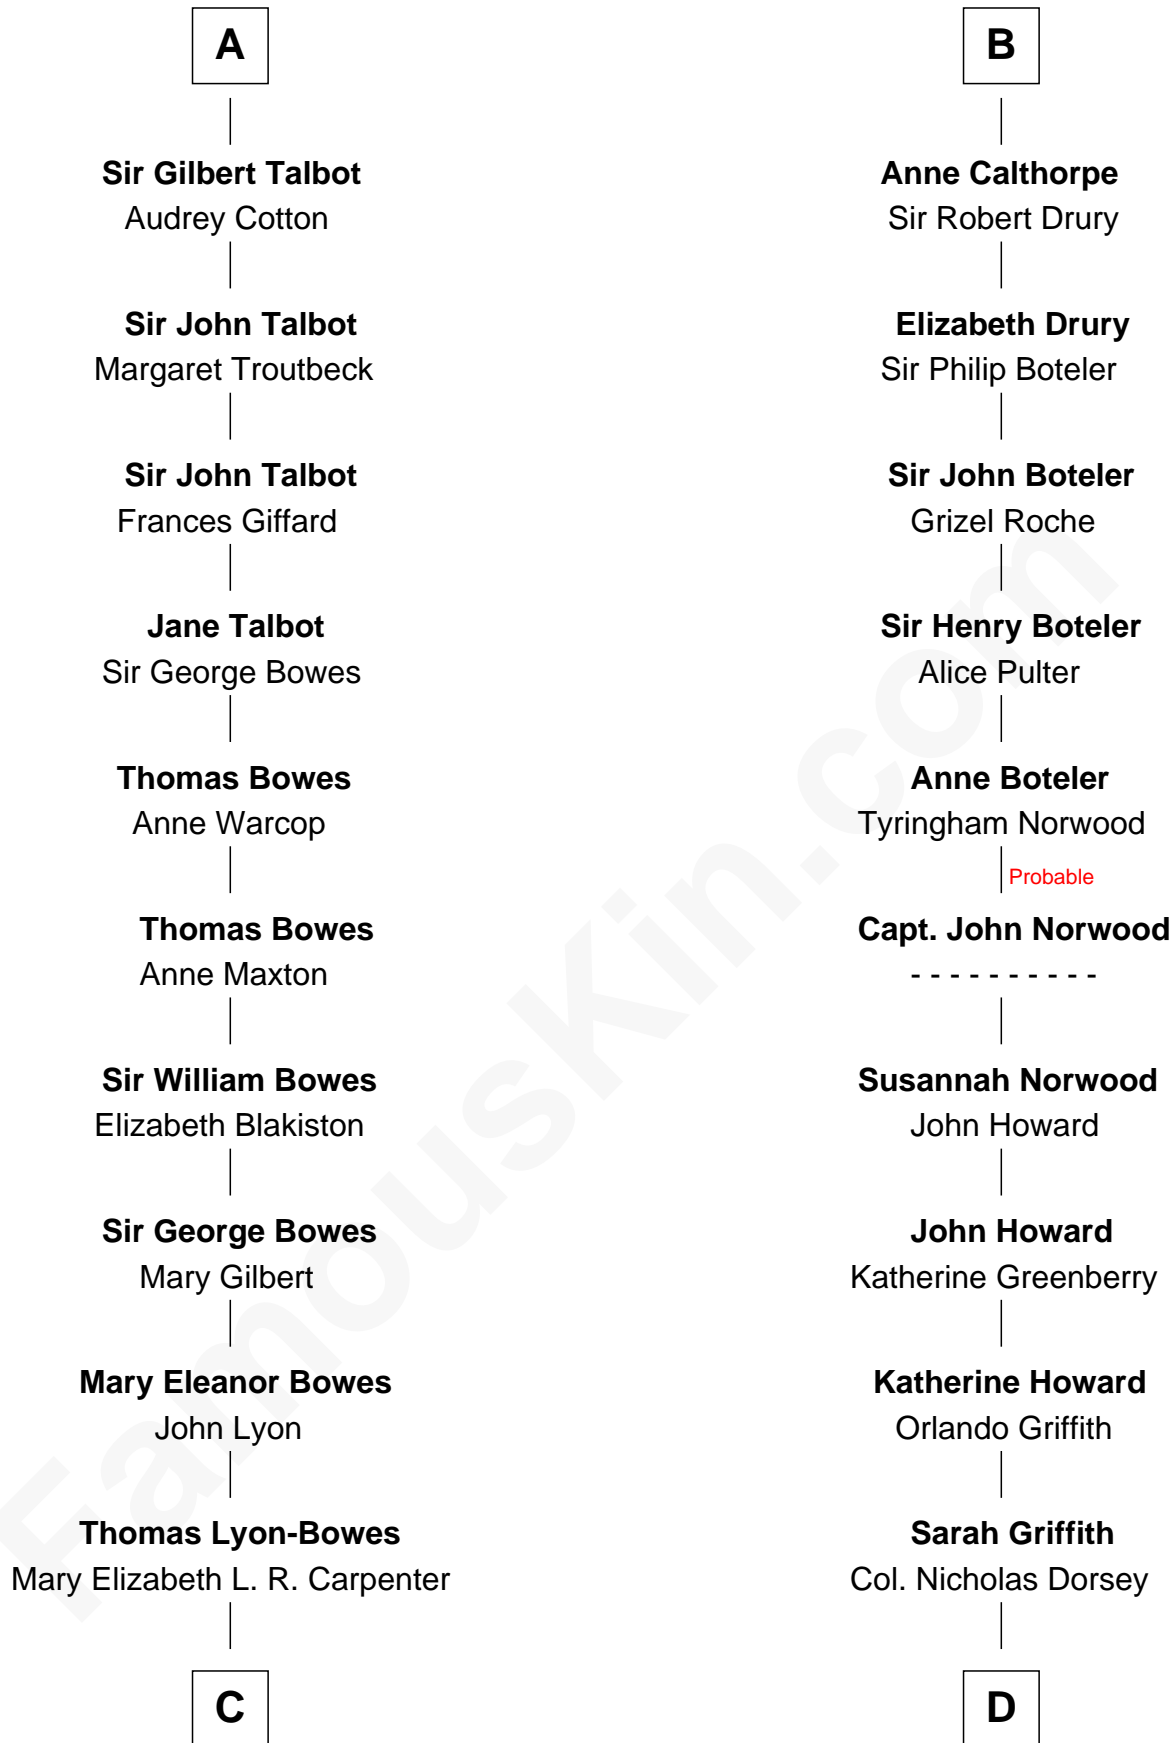 A
Sir Gilbert Talbot
Audrey Cotton
Sir John Talbot
Margaret Troutbeck
Sir John Talbot
Frances Giffard
Jane Talbot
Sir George Bowes
Thomas Bowes
Anne Warcop
Thomas Bowes
Anne Maxton
Sir William Bowes
Elizabeth Blakiston
Sir George Bowes
Mary Gilbert
Mary Eleanor Bowes
John Lyon
Thomas Lyon-Bowes
Mary Elizabeth L. R. Carpenter
C
B
Anne Calthorpe
Sir Robert Drury
Elizabeth Drury
Sir Philip Boteler
Sir John Boteler
Grizel Roche
Sir Henry Boteler
Alice Pulter
Anne Boteler
Tyringham Norwood
Probable
Capt. John Norwood
- - - - - - - - - -
Susannah Norwood
John Howard
John Howard
Katherine Greenberry
Katherine Howard
Orlando Griffith
Sarah Griffith
Col. Nicholas Dorsey
D
FamousKin.com